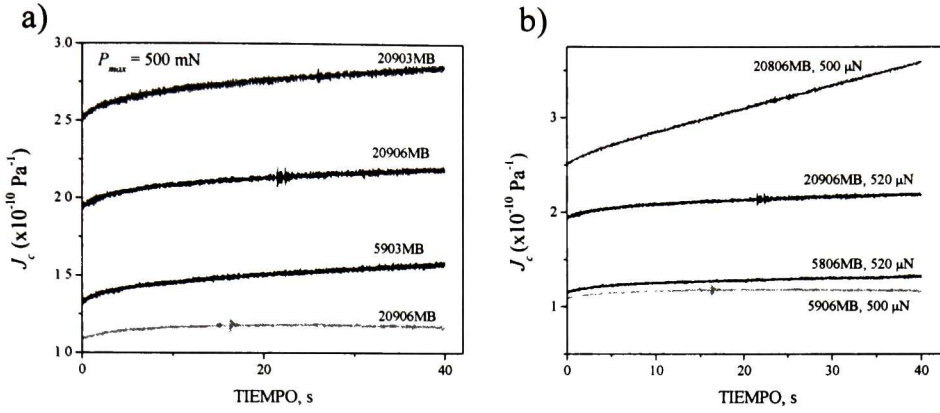 a)
P_max = 500 mN
20903MB
20906MB
5903MB
20906MB
3.0
2.5
2.0
1.5
1.0
J_c (x10^-10 Pa^-1)
0
20
40
TIEMPO, s
b)
20806MB, 500 μN
20906MB, 520 μN
5806MB, 520 μN
5906MB, 500 μN
3
2
1
J_c (x10^-10 Pa^-1)
0
10
20
30
40
TIEMPO, s